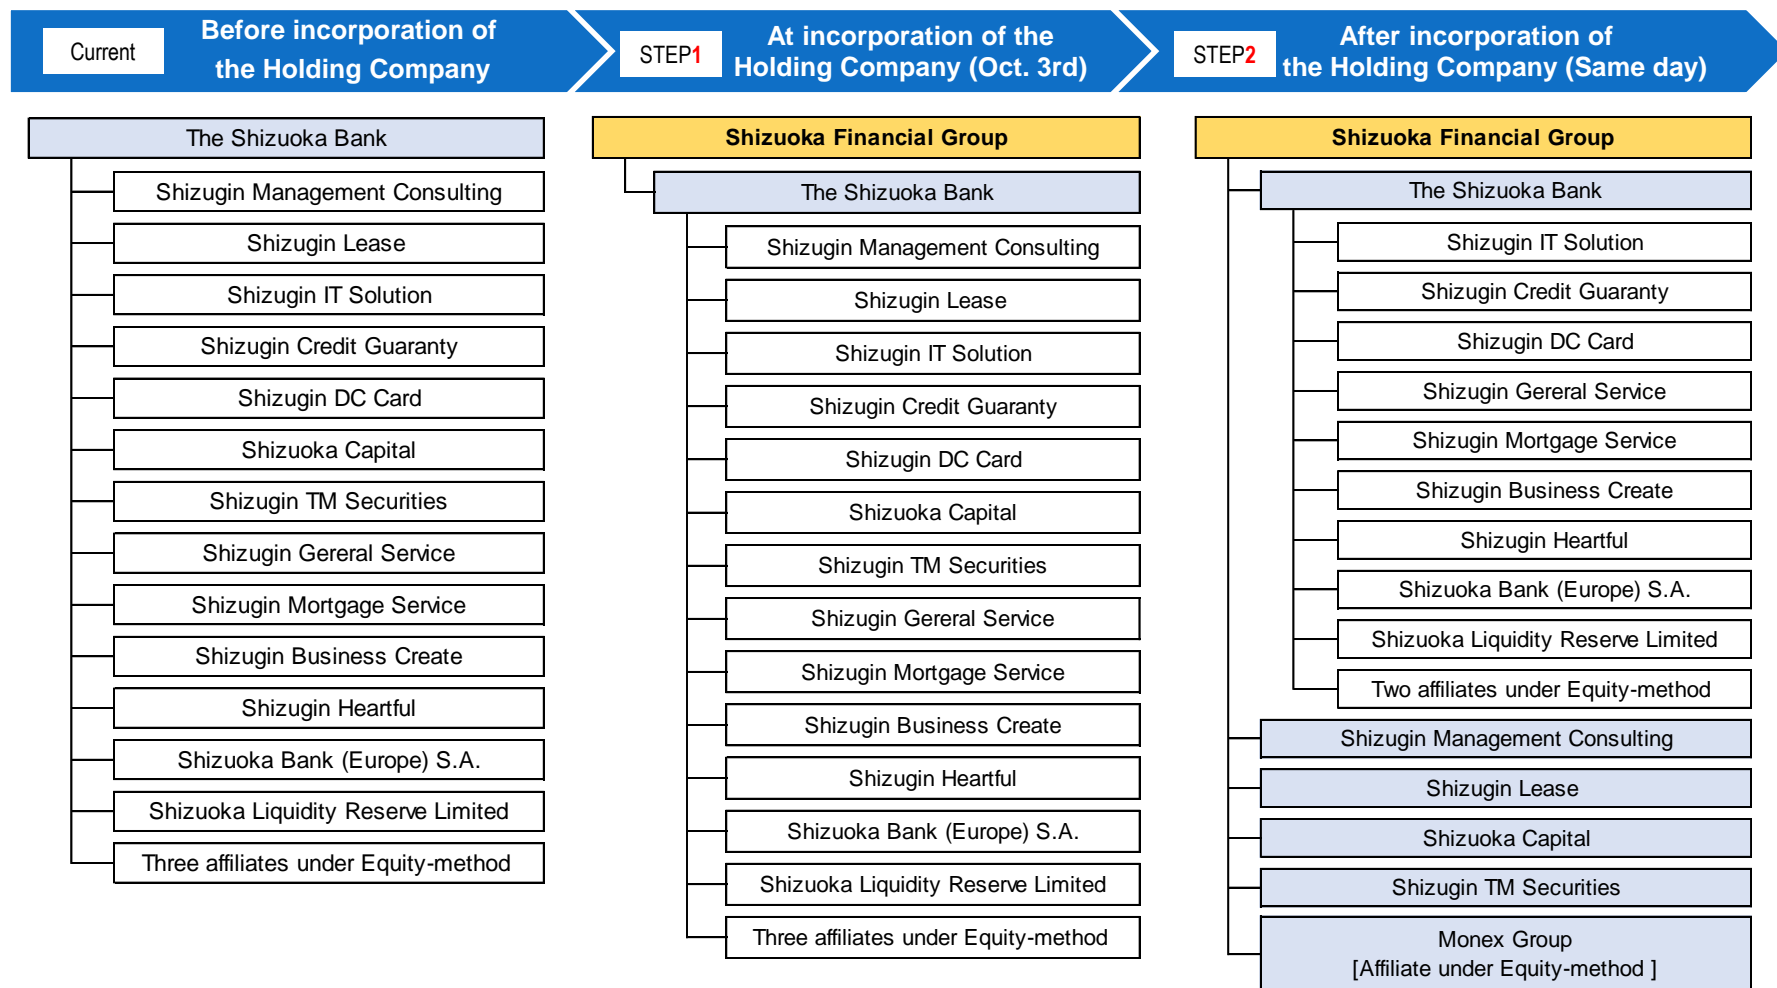 Current
Before incorporation of
the Holding Company
STEP1
At incorporation of the
Holding Company (Oct. 3rd)
STEP2
After incorporation of
the Holding Company (Same day)
The Shizuoka Bank
Shizugin Management Consulting
Shizugin Lease
Shizugin IT Solution
Shizugin Credit Guaranty
Shizugin DC Card
Shizuoka Capital
Shizugin TM Securities
Shizugin Gereral Service
Shizugin Mortgage Service
Shizugin Business Create
Shizugin Heartful
Shizuoka Bank (Europe) S.A.
Shizuoka Liquidity Reserve Limited
Three affiliates under Equity-method
Shizuoka Financial Group
The Shizuoka Bank
Shizugin Management Consulting
Shizugin Lease
Shizugin IT Solution
Shizugin Credit Guaranty
Shizugin DC Card
Shizuoka Capital
Shizugin TM Securities
Shizugin Gereral Service
Shizugin Mortgage Service
Shizugin Business Create
Shizugin Heartful
Shizuoka Bank (Europe) S.A.
Shizuoka Liquidity Reserve Limited
Three affiliates under Equity-method
Shizuoka Financial Group
The Shizuoka Bank
Shizugin IT Solution
Shizugin Credit Guaranty
Shizugin DC Card
Shizugin Gereral Service
Shizugin Mortgage Service
Shizugin Business Create
Shizugin Heartful
Shizuoka Bank (Europe) S.A.
Shizuoka Liquidity Reserve Limited
Two affiliates under Equity-method
Shizugin Management Consulting
Shizugin Lease
Shizuoka Capital
Shizugin TM Securities
Monex Group
[Affiliate under Equity-method ]